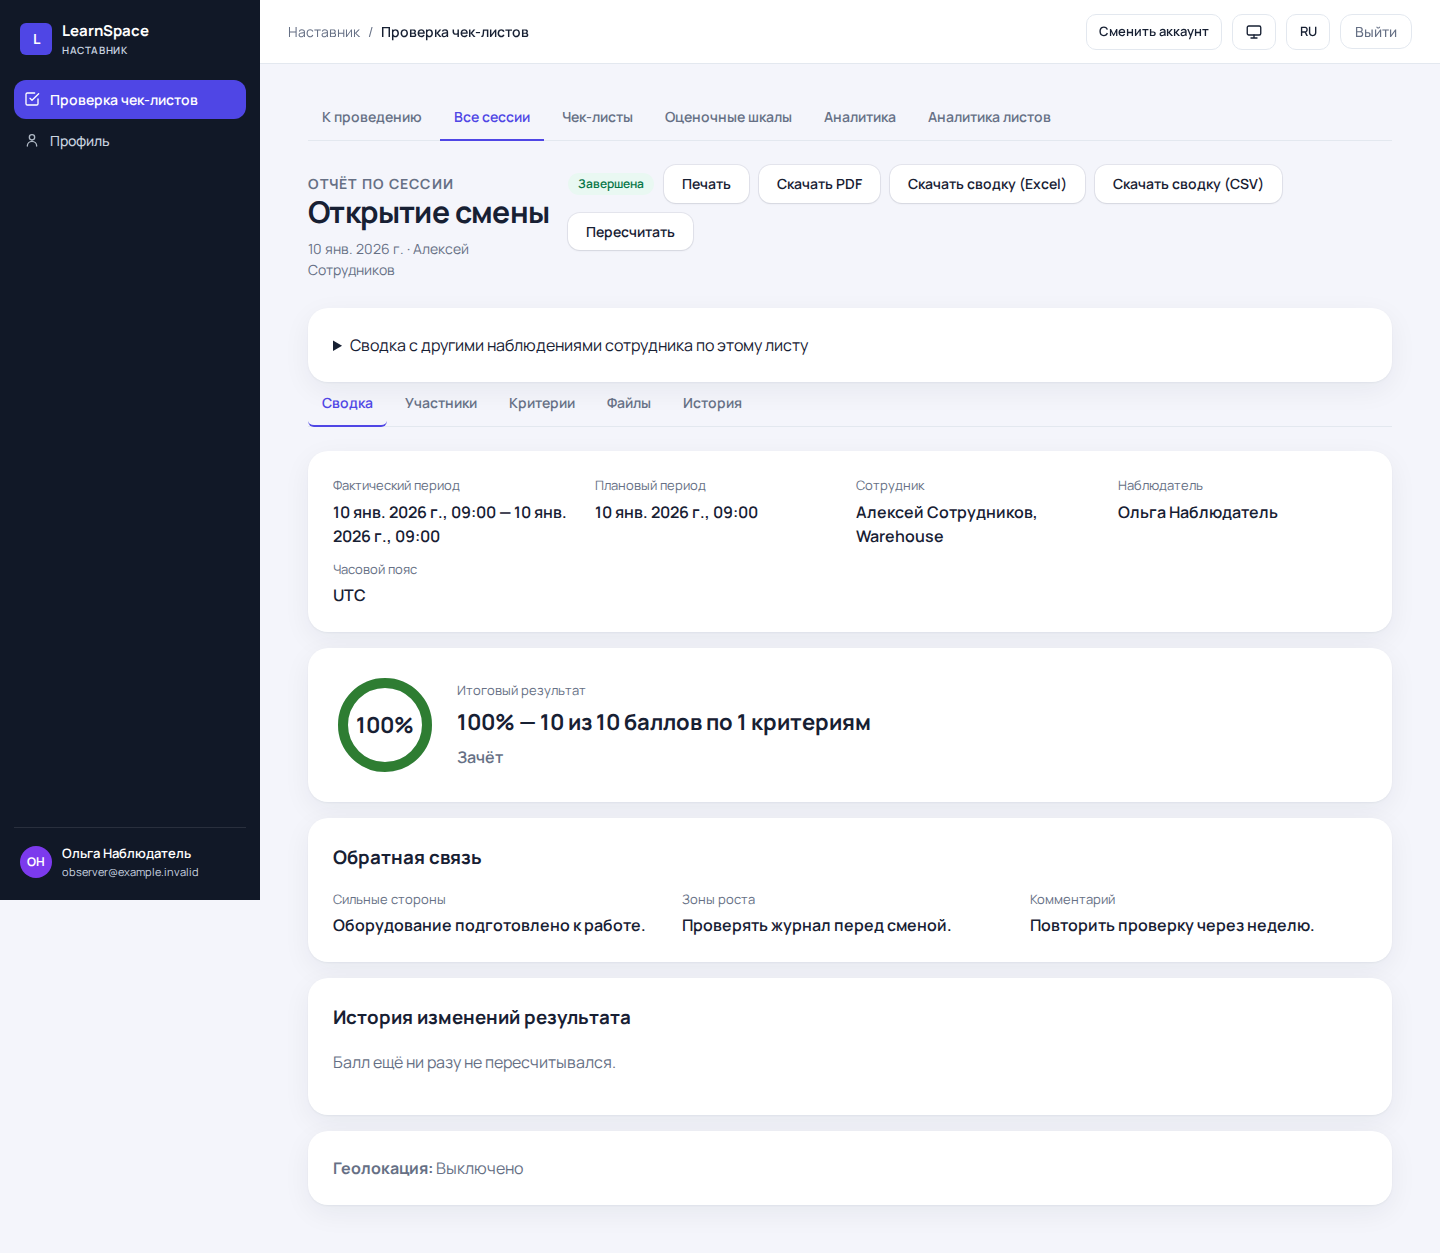 L
LearnSpace
НАСТАВНИК
Проверка чек-листов
Профиль
Ольга Наблюдатель
ОН
observer@example.invalid
Наставник / Проверка чек-листов
Сменить аккаунт
RU
Выйти
К проведению
Все сессии
Чек-листы
Оценочные шкалы
Аналитика
Аналитика листов
ОТЧЁТ ПО СЕССИИ
Открытие смены
10 янв. 2026 г. · Алексей
Сотрудников
Завершена
Печать
Скачать PDF
Скачать сводку (Excel)
Скачать сводку (CSV)
Пересчитать
Сводка с другими наблюдениями сотрудника по этому листу
Сводка
Участники
Критерии
Файлы
История
Фактический период
10 янв. 2026 г., 09:00 — 10 янв.
2026 г., 09:00
Плановый период
10 янв. 2026 г., 09:00
Сотрудник
Алексей Сотрудников,
Warehouse
Наблюдатель
Ольга Наблюдатель
Часовой пояс
UTC
100%
Итоговый результат
100% — 10 из 10 баллов по 1 критериям
Зачёт
Обратная связь
Сильные стороны
Оборудование подготовлено к работе.
Зоны роста
Проверять журнал перед сменой.
Комментарий
Повторить проверку через неделю.
История изменений результата
Балл ещё ни разу не пересчитывался.
Геолокация: Выключено